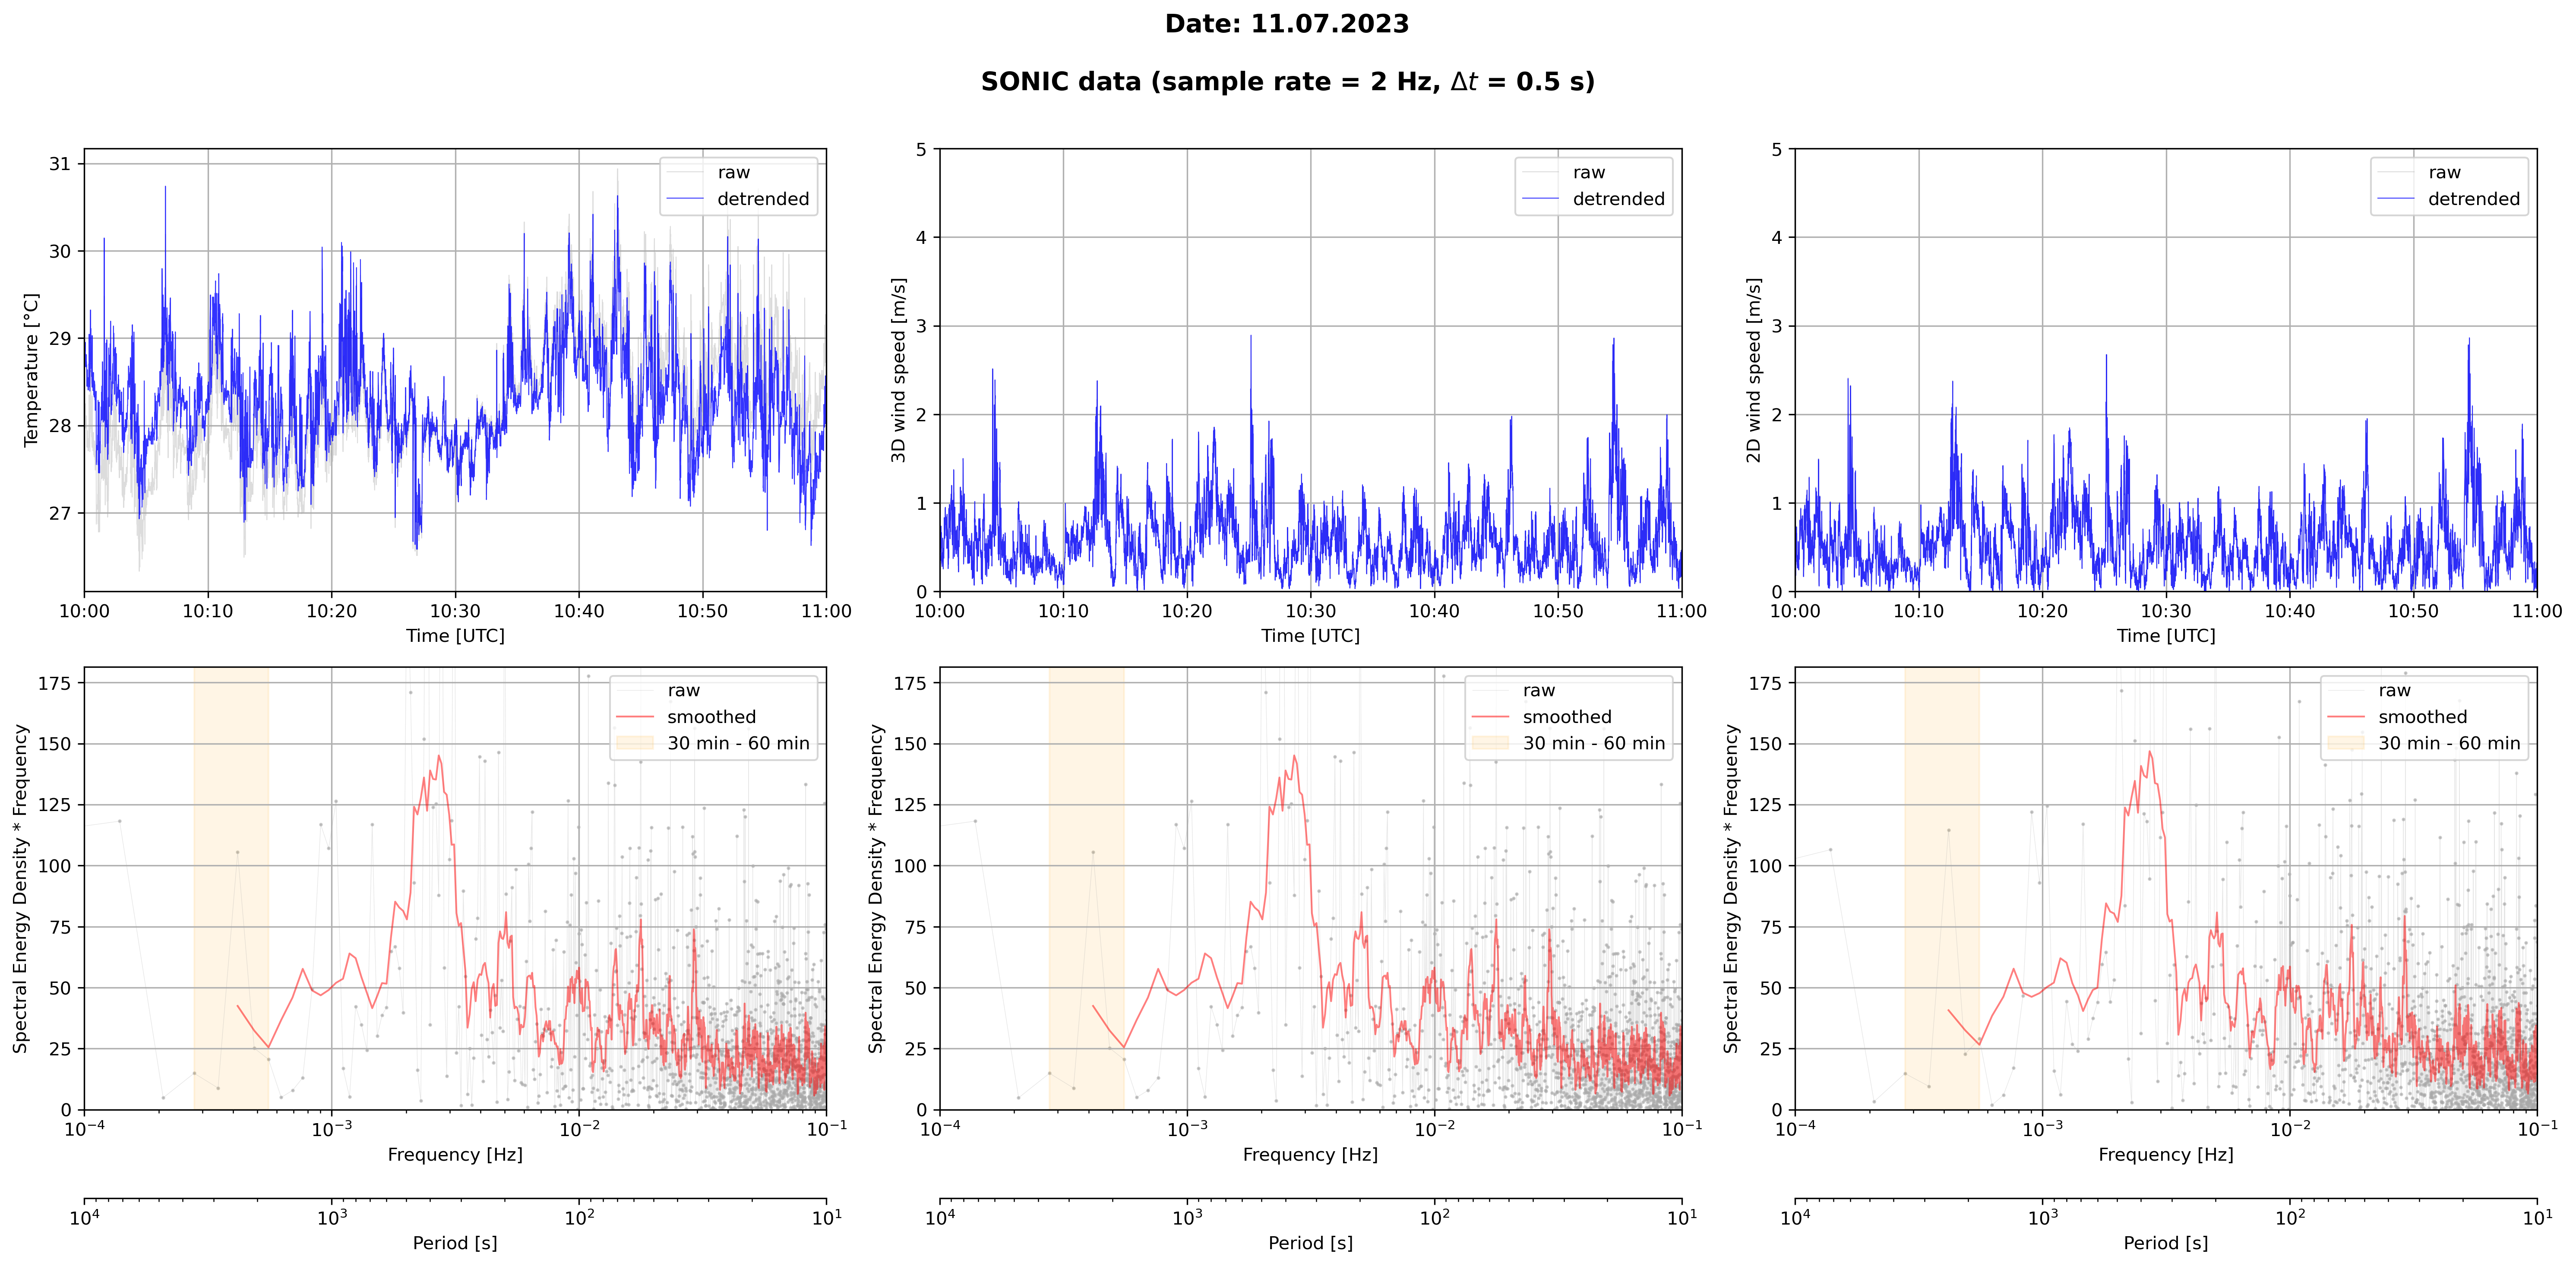 Date: 11.07.2023
SONIC data (sample rate = 2 Hz, Δt = 0.5 s)
Temperature [°C]
31
30
29
28
27
raw
detrended
10:00 10:10 10:20 10:30 10:40 10:50 11:00
Time [UTC]
3D wind speed [m/s]
5
4
3
2
1
0
raw
detrended
10:00 10:10 10:20 10:30 10:40 10:50 11:00
Time [UTC]
2D wind speed [m/s]
5
4
3
2
1
0
raw
detrended
10:00 10:10 10:20 10:30 10:40 10:50 11:00
Time [UTC]
Spectral Energy Density * Frequency
175
150
125
100
75
50
25
0
raw
smoothed
30 min - 60 min
10⁻⁴ 10⁻³ 10⁻² 10⁻¹
Frequency [Hz]
10⁴ 10³ 10² 10¹
Period [s]
Spectral Energy Density * Frequency
175
150
125
100
75
50
25
0
raw
smoothed
30 min - 60 min
10⁻⁴ 10⁻³ 10⁻² 10⁻¹
Frequency [Hz]
10⁴ 10³ 10² 10¹
Period [s]
Spectral Energy Density * Frequency
175
150
125
100
75
50
25
0
raw
smoothed
30 min - 60 min
10⁻⁴ 10⁻³ 10⁻² 10⁻¹
Frequency [Hz]
10⁴ 10³ 10² 10¹
Period [s]